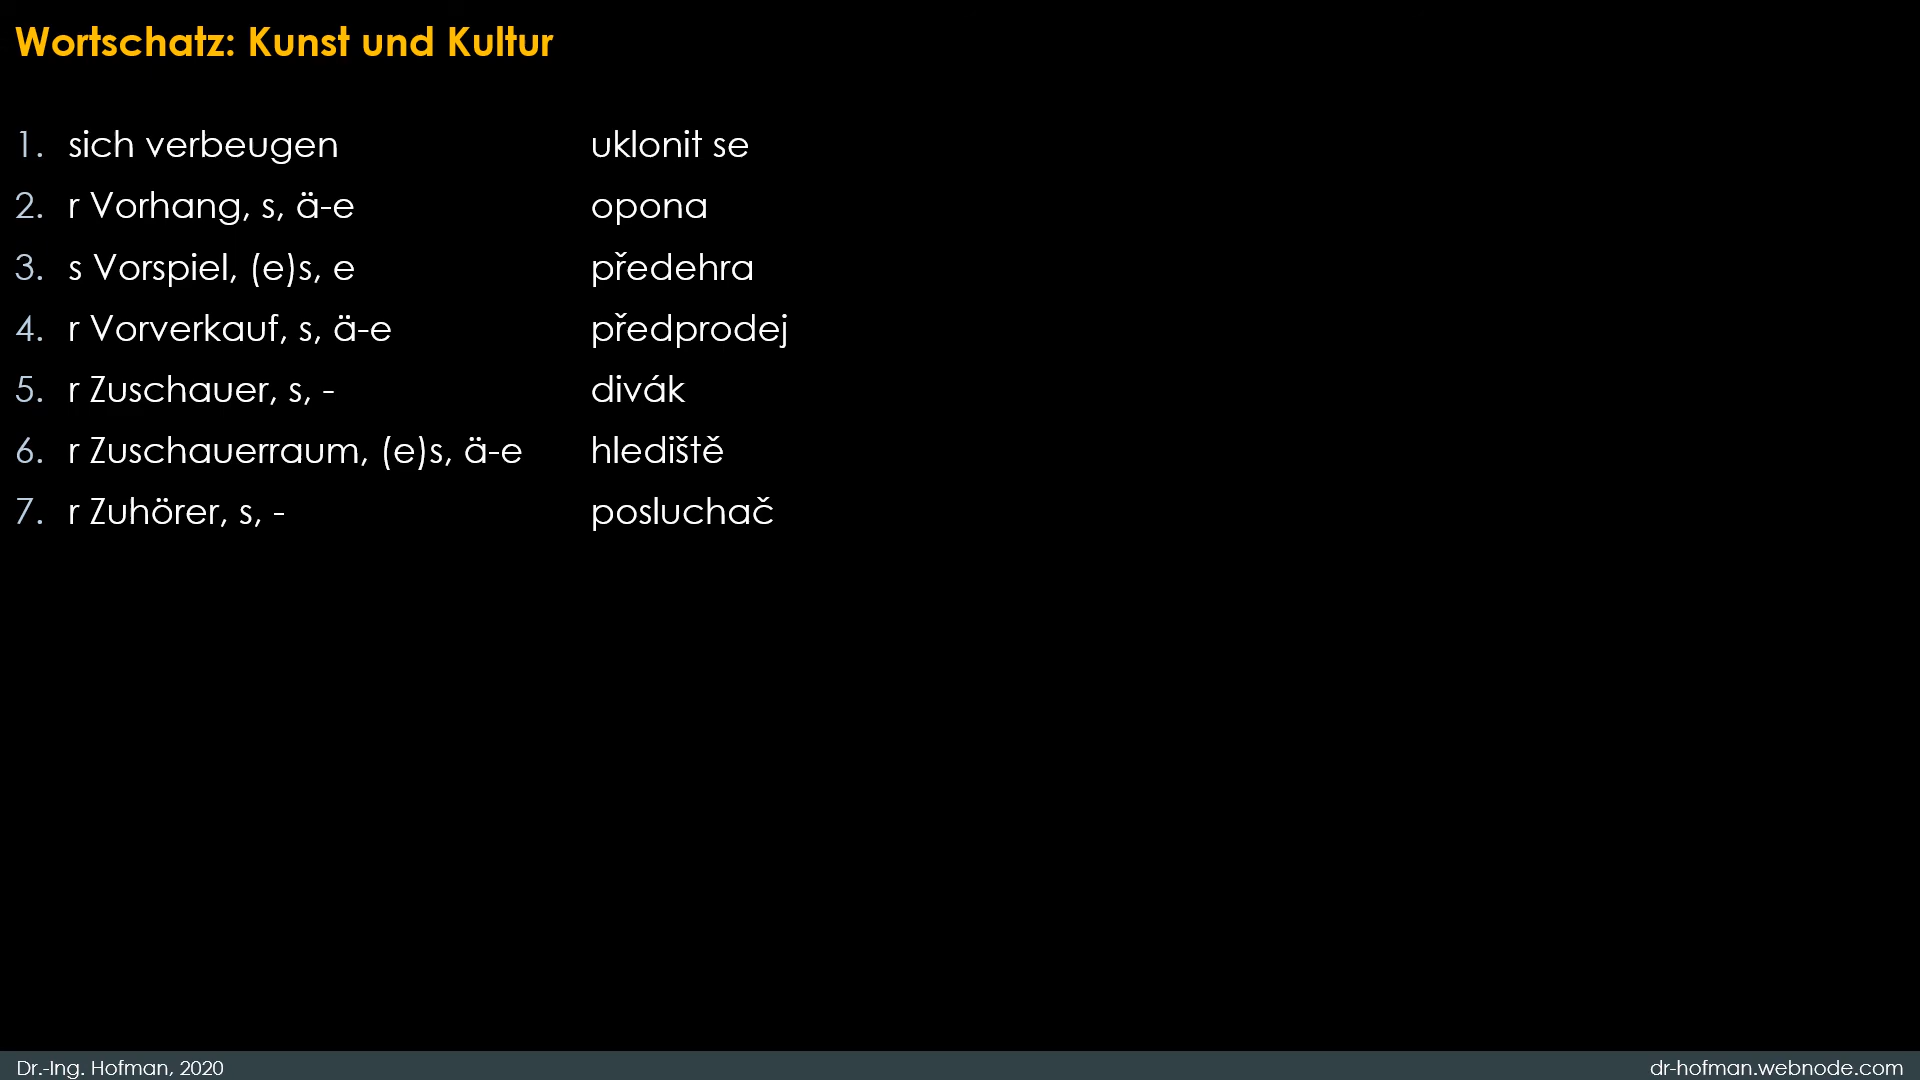 Wortschatz: Kunst und Kultur
1. sich verbeugen uklonit se
2. r Vorhang, s, ä-e opona
3. s Vorspiel, (e)s, e předehra
4. r Vorverkauf, s, ä-e předprodej
5. r Zuschauer, s, - divák
6. r Zuschauerraum, (e)s, ä-e hlediště
7. r Zuhörer, s, - posluchač
Dr.-Ing. Hofman, 2020 dr-hofman.webnode.com